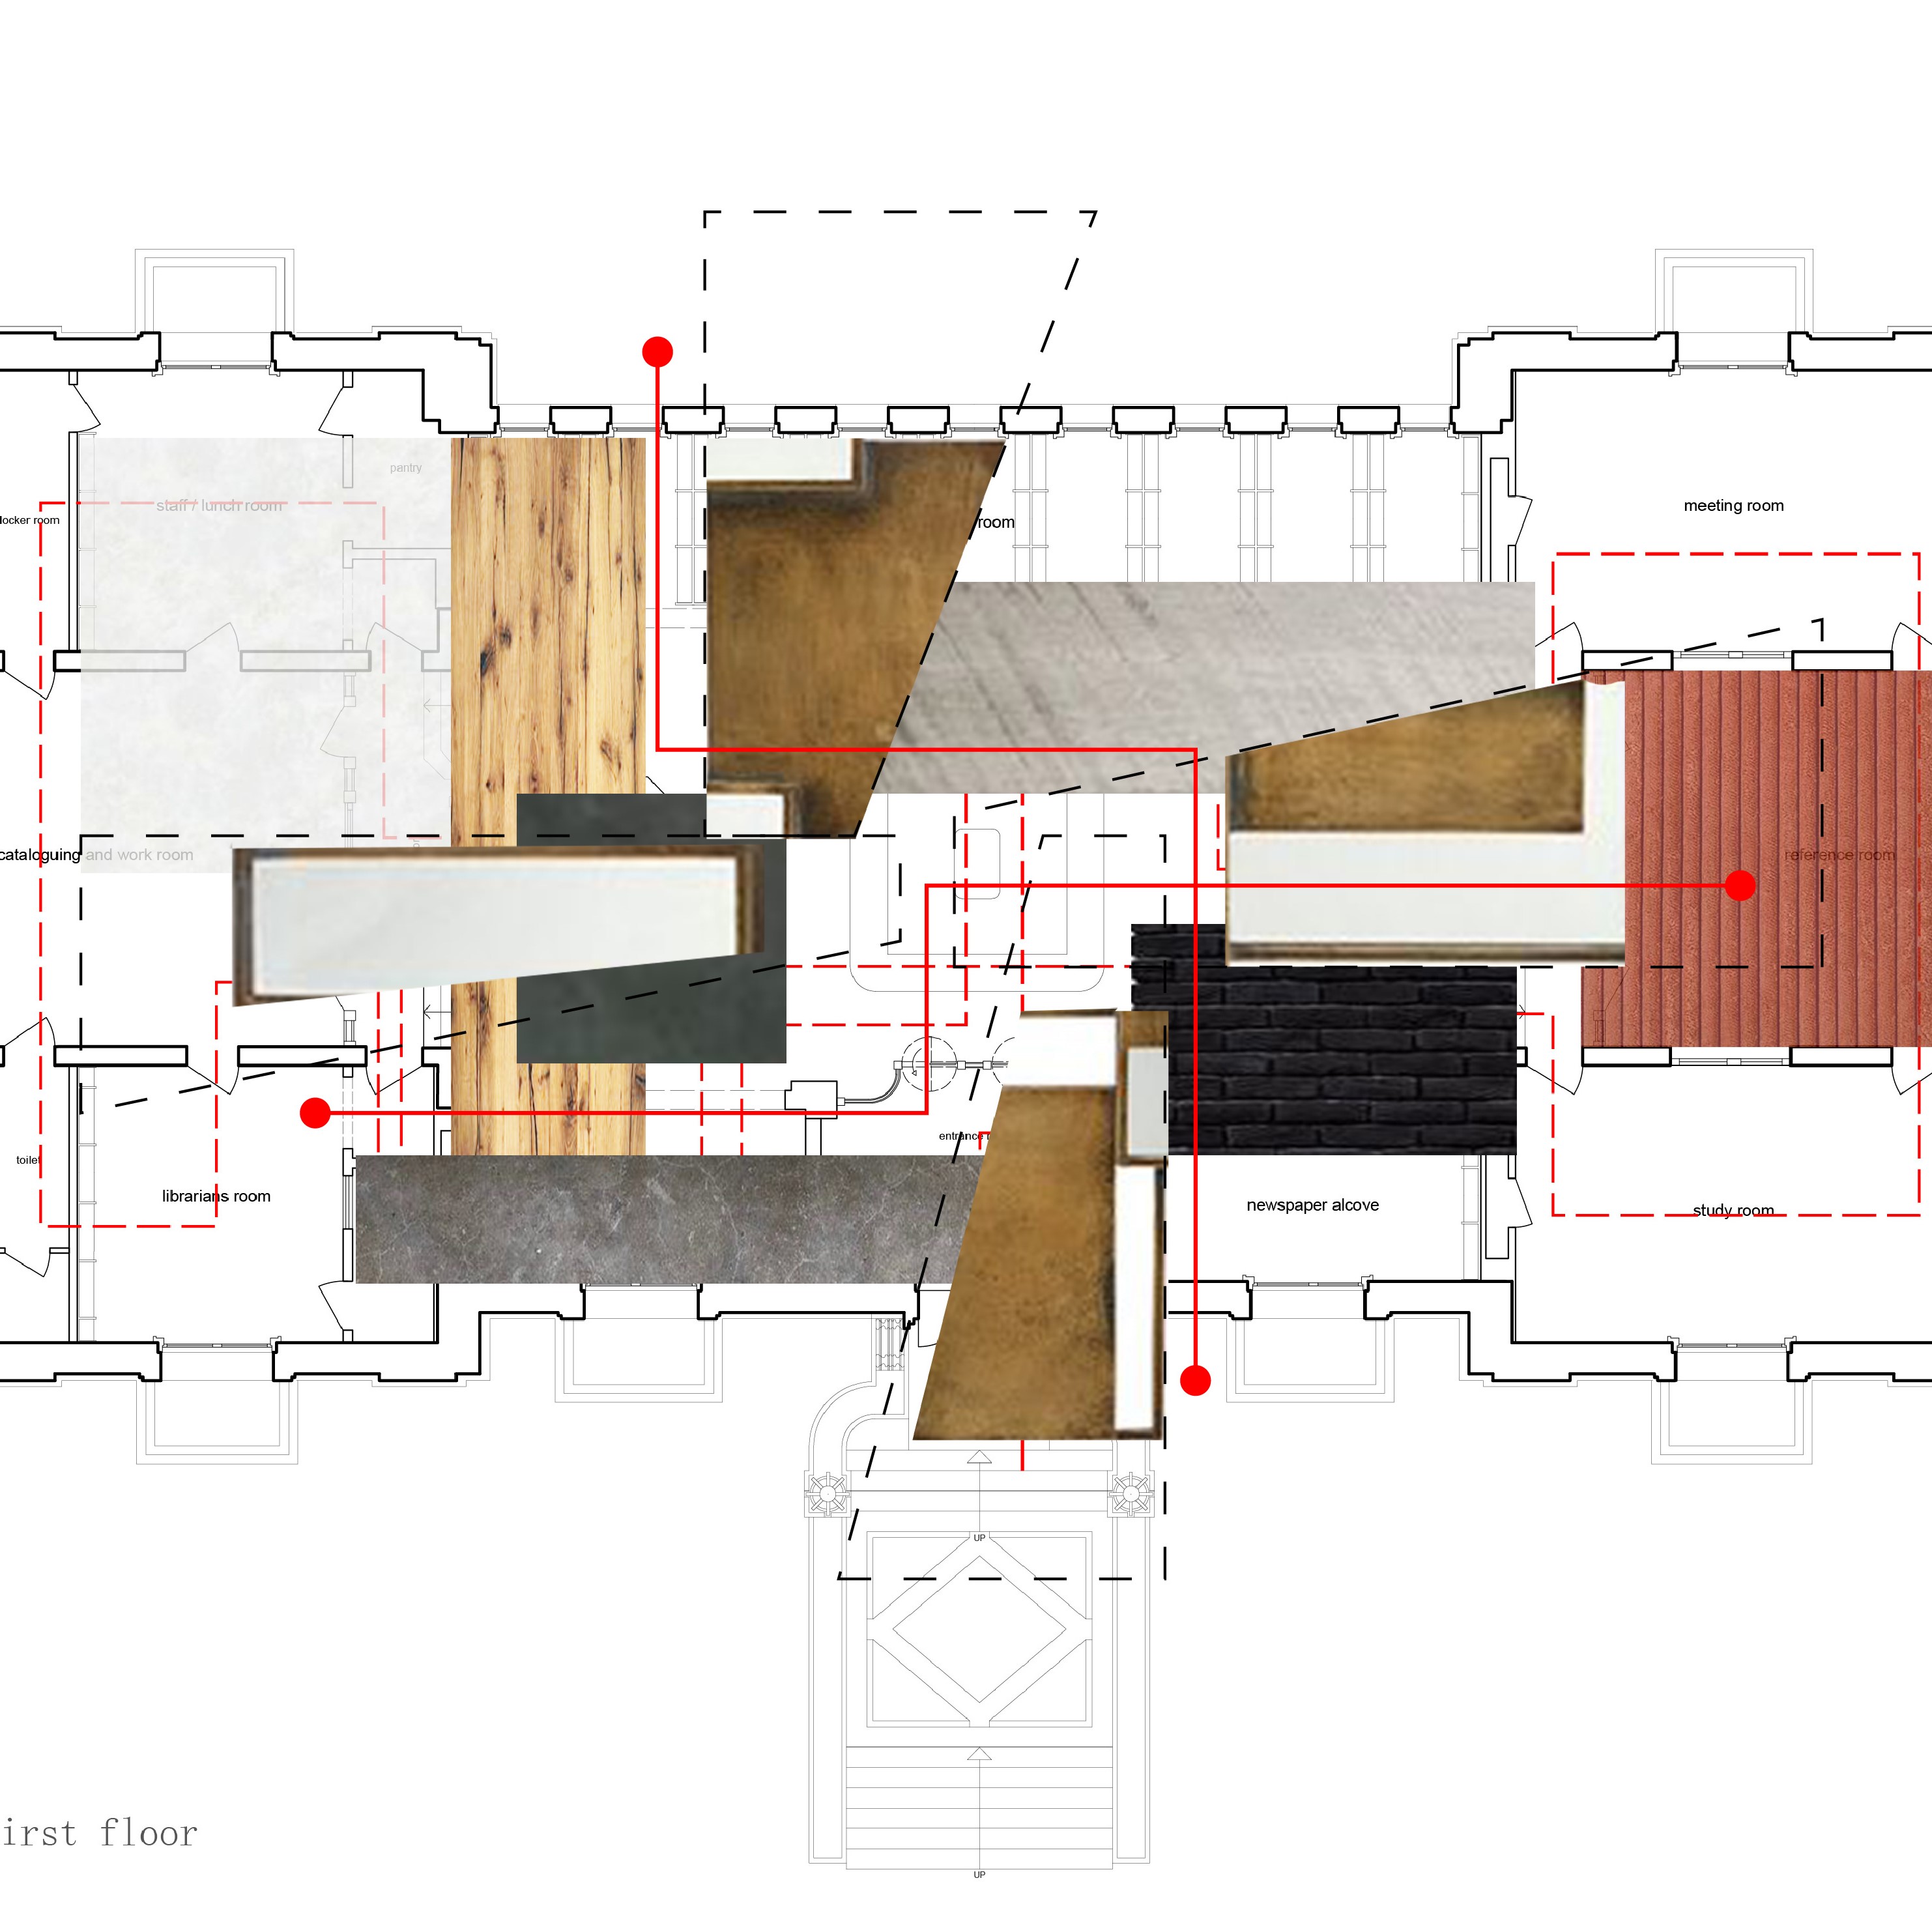 pantry
staff / lunch room
meeting room
locker room
room
cataloguing and work room
reference room
entrance
toilet
librarians room
newspaper alcove
study room
UP
irst floor
UP